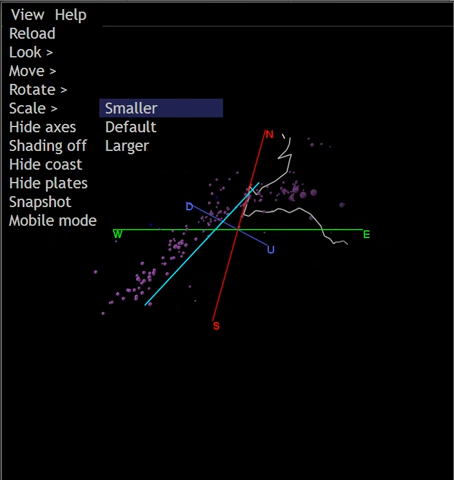 View Help
Reload
Look >
Move >
Rotate >
Scale >
Smaller
Hide axes
Default
Shading off
Larger
Hide coast
Hide plates
Snapshot
Mobile mode
N
D
W
E
U
S